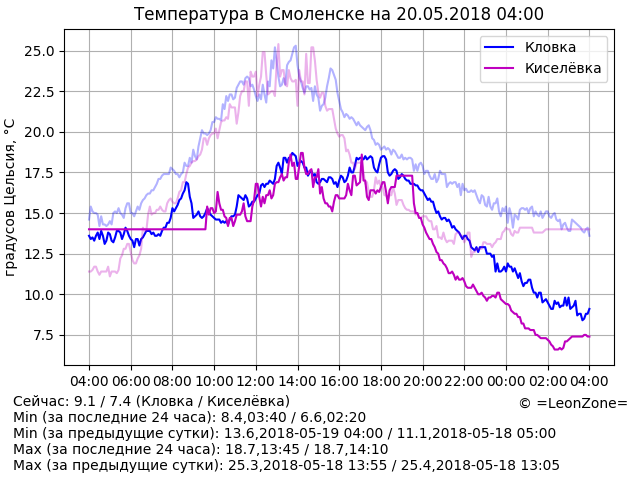 Температура в Смоленске на 20.05.2018 04:00
градусов Цельсия, °C
25.0
22.5
20.0
17.5
15.0
12.5
10.0
7.5
Кловка
Киселёвка
04:00 06:00 08:00 10:00 12:00 14:00 16:00 18:00 20:00 22:00 00:00 02:00 04:00
Сейчас: 9.1 / 7.4 (Кловка / Киселёвка)
© =LeonZone=
Min (за последние 24 часа): 8.4,03:40 / 6.6,02:20
Min (за предыдущие сутки): 13.6,2018-05-19 04:00 / 11.1,2018-05-18 05:00
Max (за последние 24 часа): 18.7,13:45 / 18.7,14:10
Max (за предыдущие сутки): 25.3,2018-05-18 13:55 / 25.4,2018-05-18 13:05